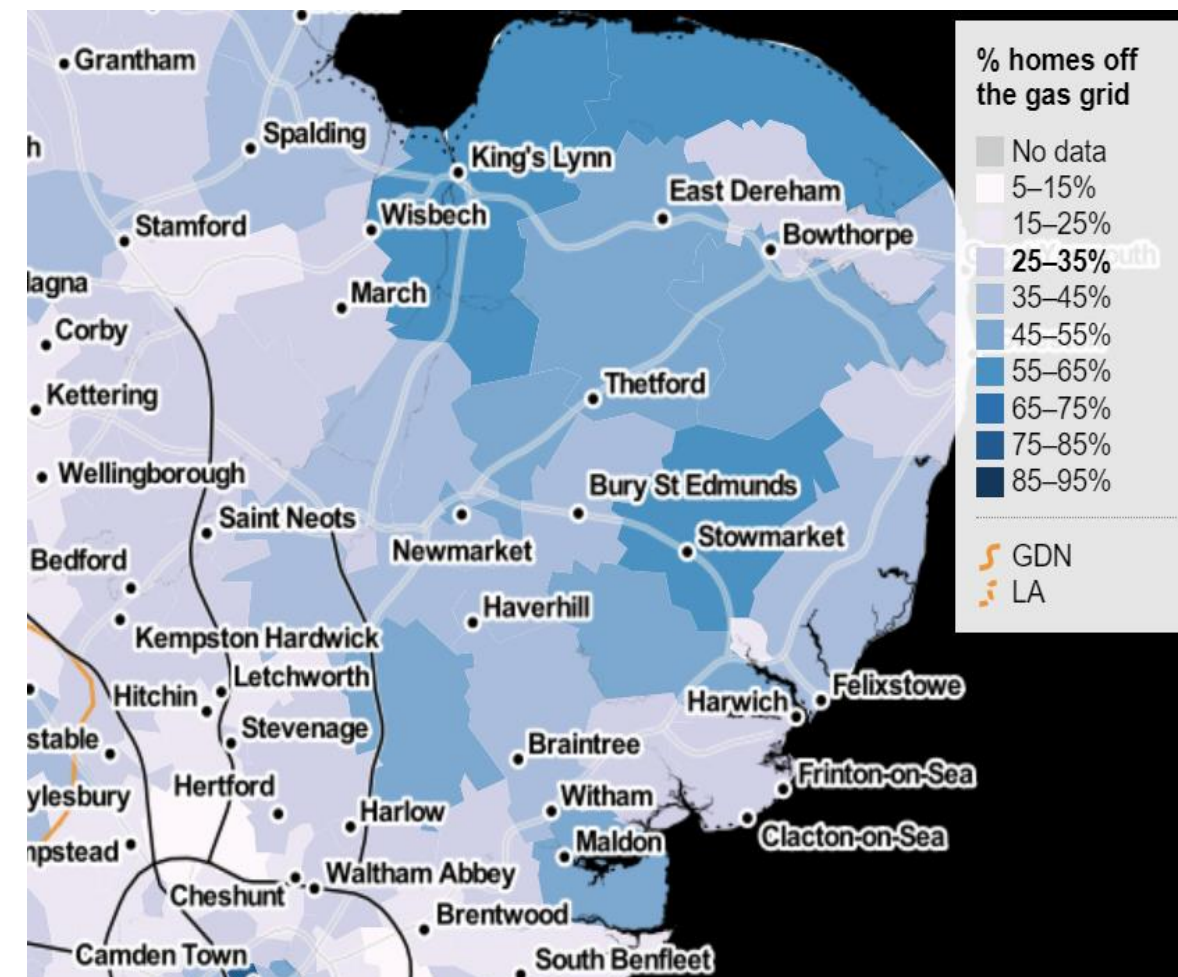 Grantham
Spalding
h
King's Lynn
East Dereham
Wisbech
Stamford
Bowthorpe
lagna
March
Corby
Kettering
Thetford
Wellingborough
Bury St Edmunds
Saint Neots
Stowmarket
Newmarket
Bedford
Haverhill
Kempston Hardwick
Letchworth
Hitchin
Felixstowe
Harwich
stable
Stevenage
Braintree
Frinton-on-Sea
ylesbury
Hertford
Witham
Harlow
Clacton-on-Sea
Maldon
mpstead
Waltham Abbey
Cheshunt
Brentwood
Camden Town
South Benfleet
% homes off
the gas grid
No data
5–15%
15–25%
25–35%
35–45%
45–55%
55–65%
65–75%
75–85%
85–95%
GDN
LA